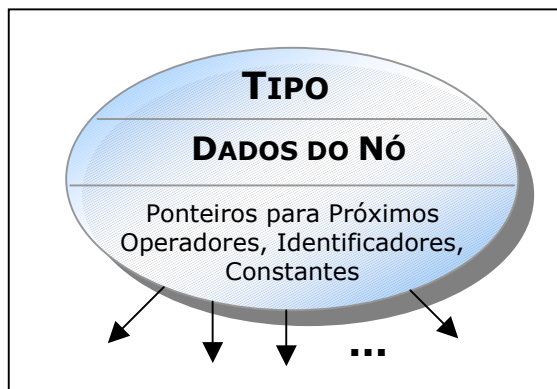 TIPO
DADOS DO NÓ
Ponteiros para Próximos
Operadores, Identificadores,
Constantes
...